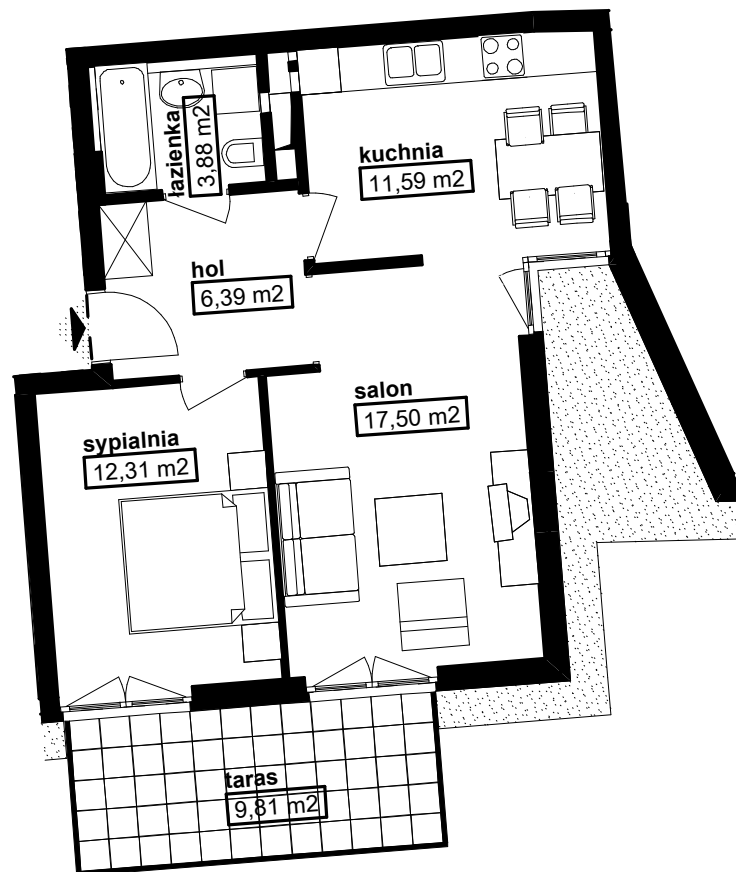 łazienka
3,88 m2
kuchnia
11,59 m2
hol
6,39 m2
salon
17,50 m2
sypialnia
12,31 m2
taras
9,81 m2